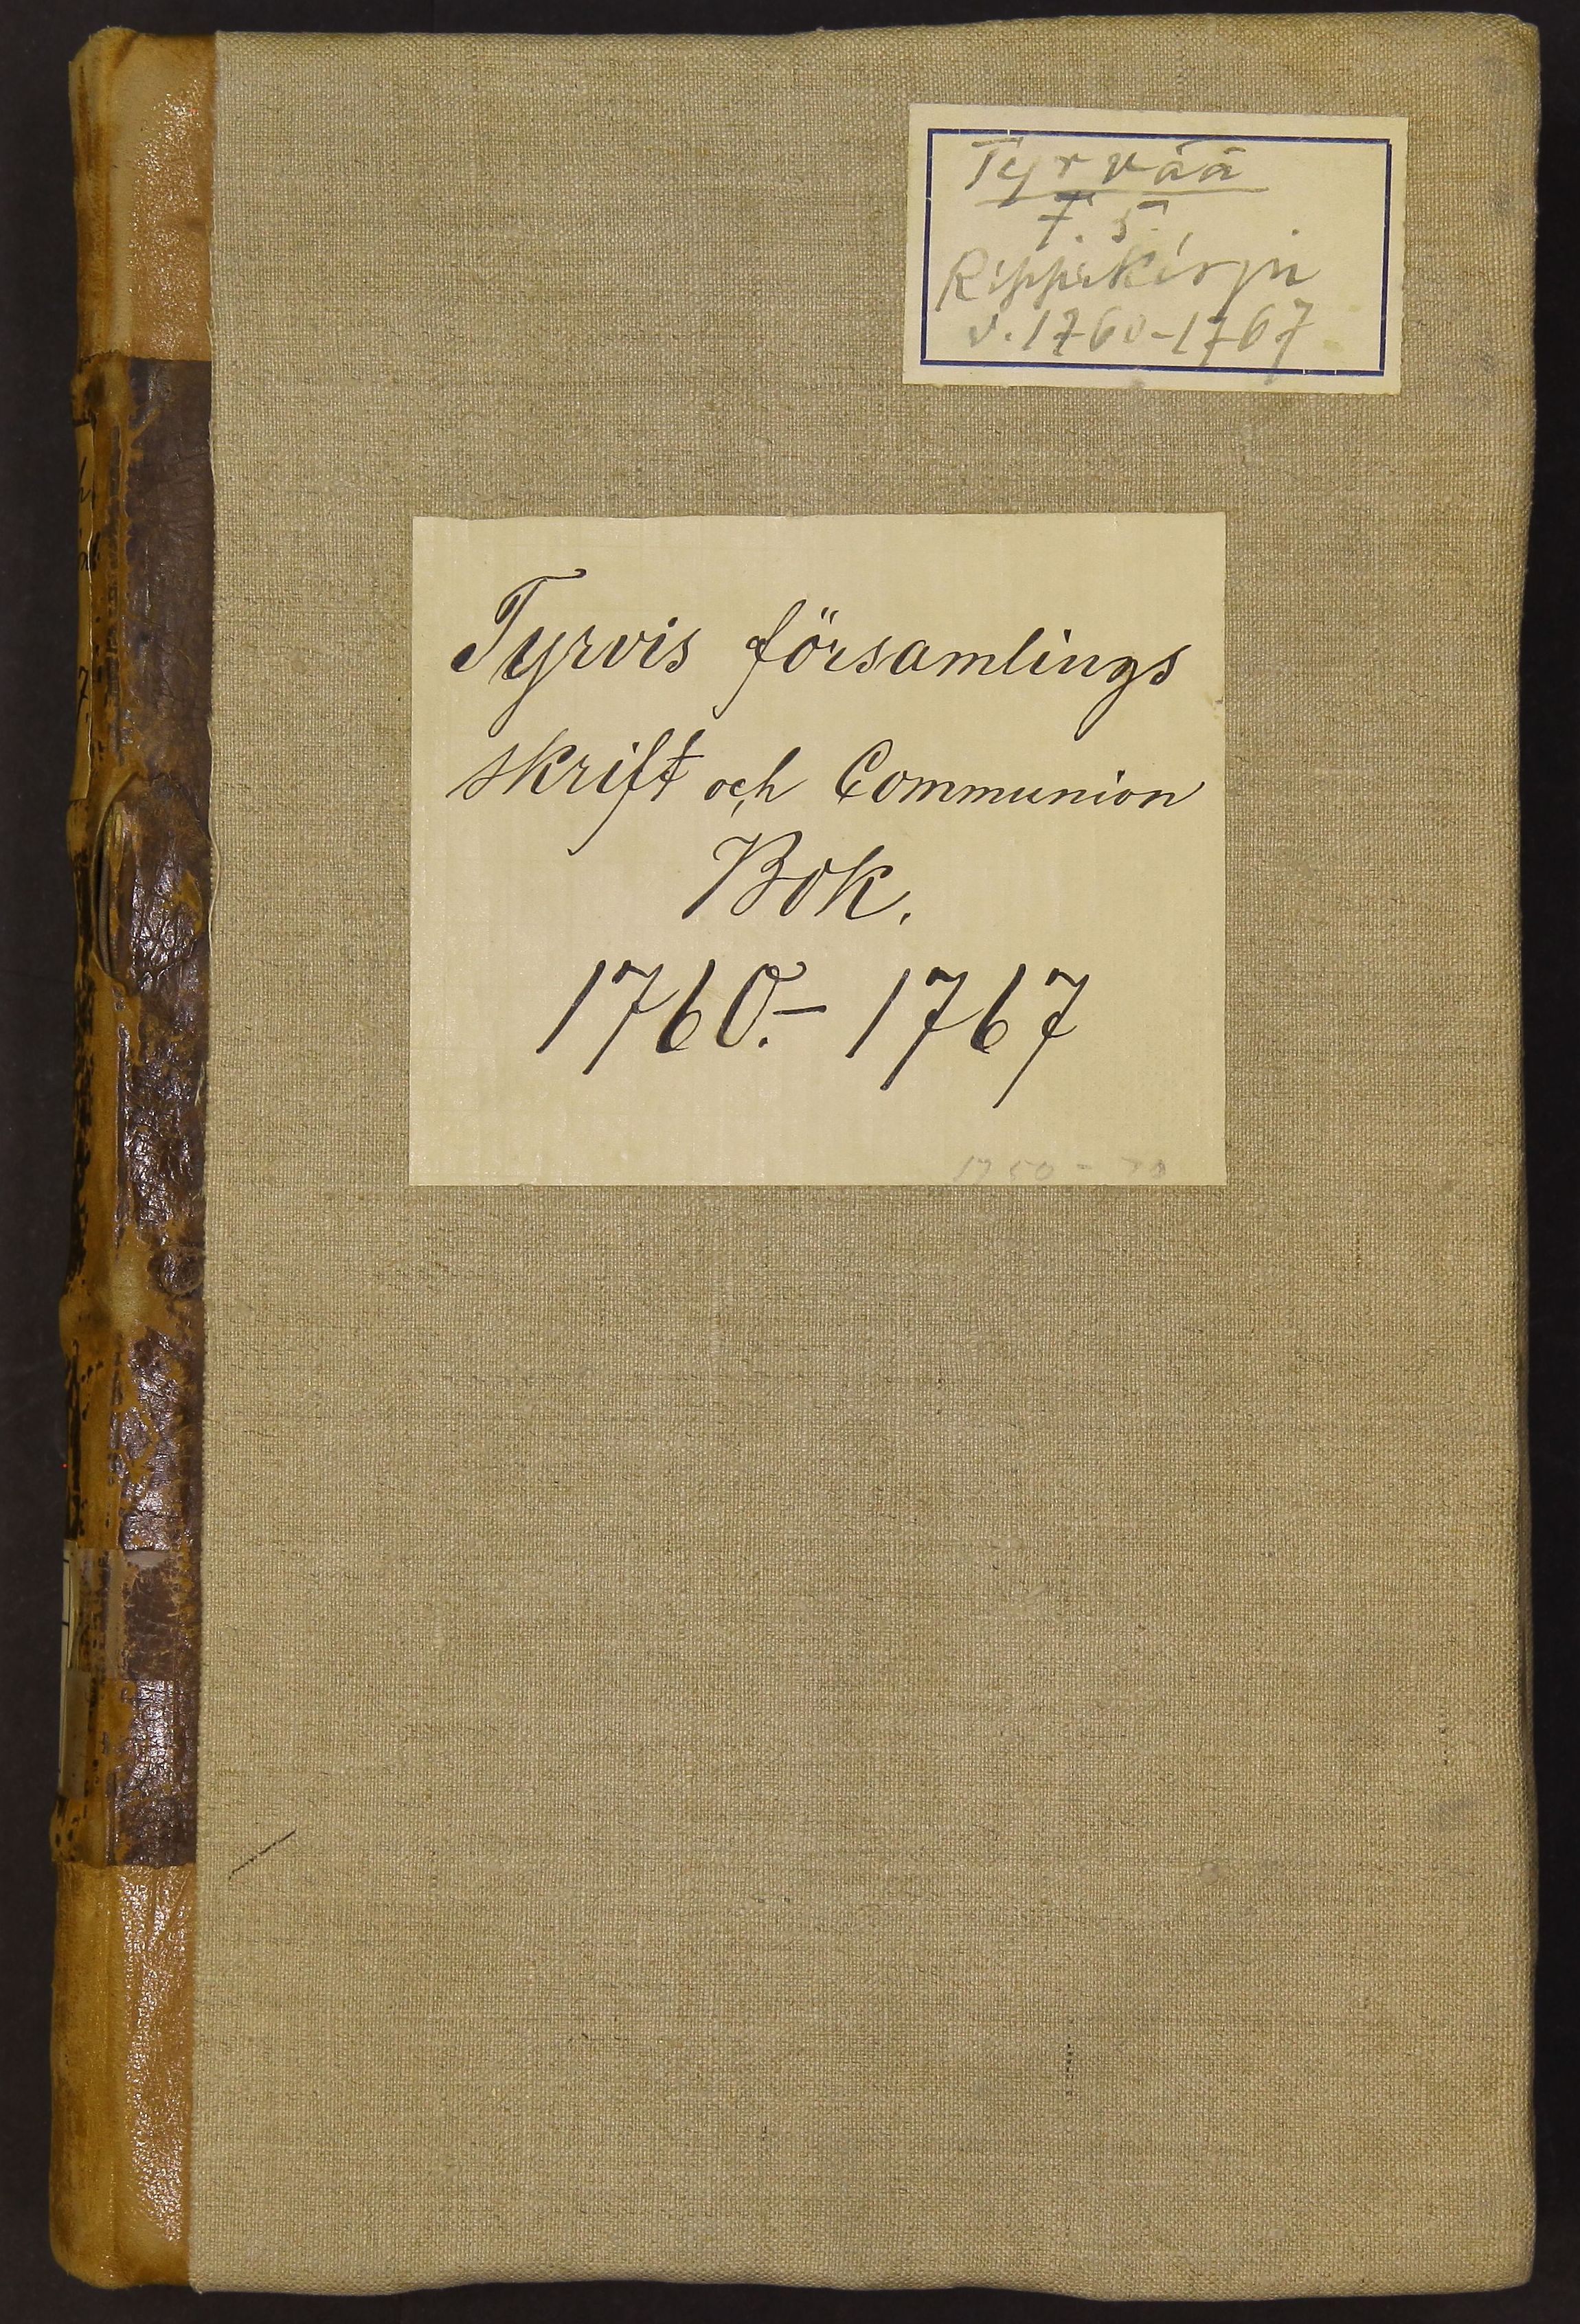 Tyrvää
7.5.
Rippikirja
v. 1760-1767
Tyrvis församlings
skrift och Communion
Bok.
1760.- 1767